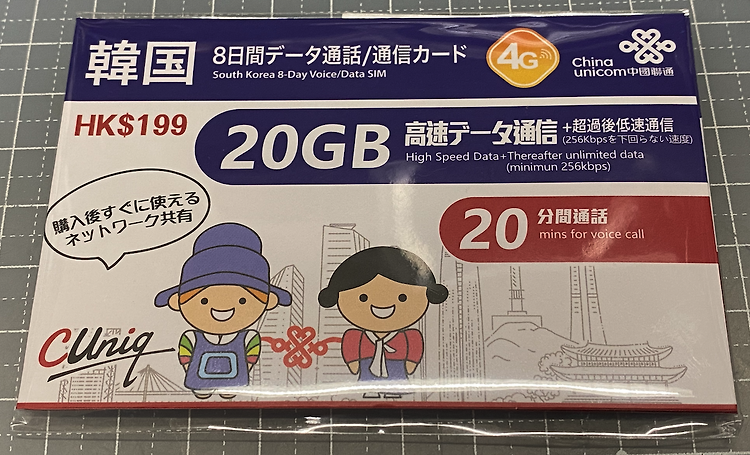 韓国 8日間データ通話/通信カード
South Korea 8-Day Voice/Data SIM
4G
China
unicom中國聯通
HK$199
20GB 高速データ通信 +超過後低速通信
(256Kbpsを下回らない速度)
High Speed Data+Thereafter unlimited data
(minimun 256kbps)
購入後すぐに使える
ネットワーク共有
20 分間通話
mins for voice call
CUniq